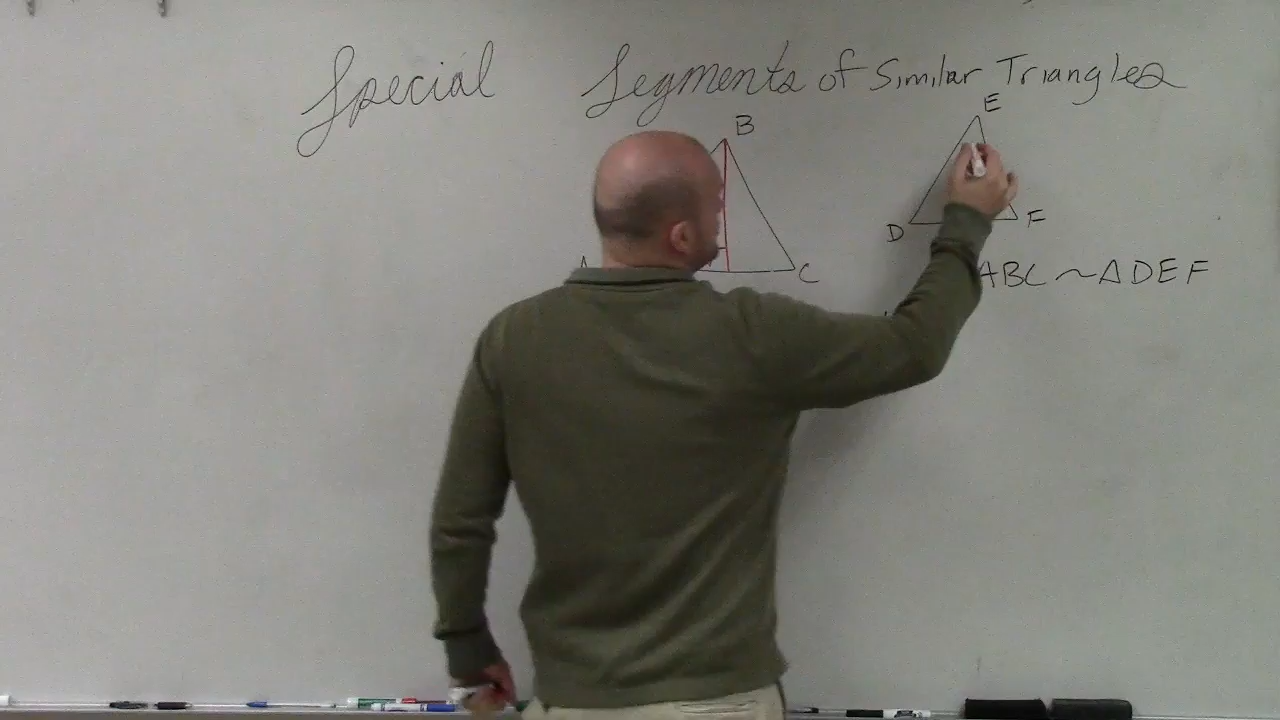 Special Segments of Similar Triangles
B E
D F
A C
ABC ~ △DEF